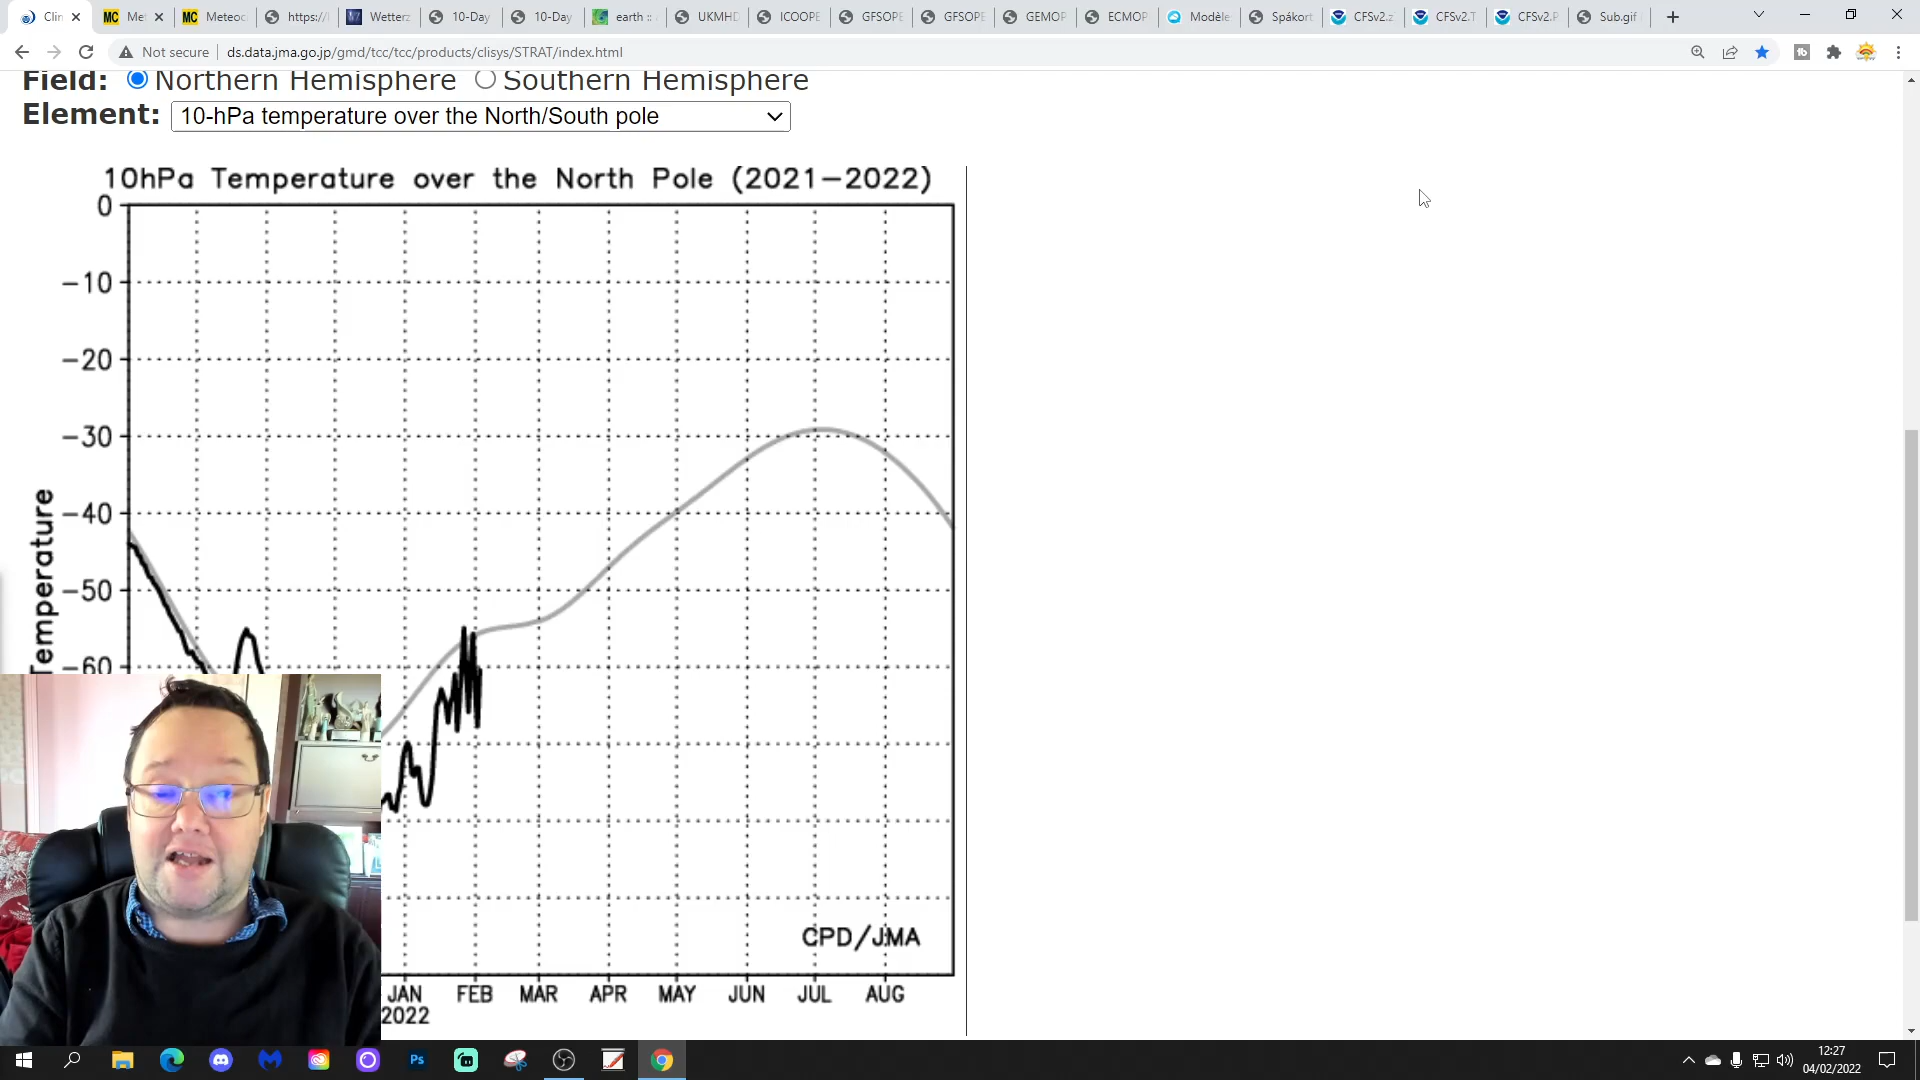 Clin
Met
Meteoc
https://
Wetterz
10-Day
10-Day
earth ::
UKMHD
ICOOPE
GFSOPE
GFSOPE
GEMOP
ECMOP
Modèle
Spákort
CFSv2.z
CFSv2.T
CFSv2.P
Sub.gif
Not secure
ds.data.jma.go.jp/gmd/tcc/tcc/products/clisys/STRAT/index.html
Field: Northern Hemisphere Southern Hemisphere
Element: 10-hPa temperature over the North/South pole
10hPa Temperature over the North Pole (2021-2022)
0
-10
-20
-30
-40
-50
-60
Temperature
CPD/JMA
JAN FEB MAR APR MAY JUN JUL AUG
2022
Ps
12:27
04/02/2022